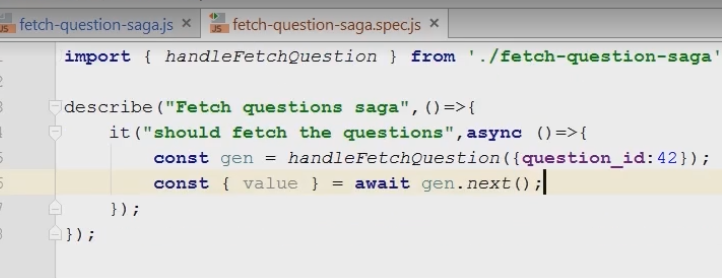 fetch-question-saga.js × fetch-question-saga.spec.js ×
import { handleFetchQuestion } from './fetch-question-saga'
describe("Fetch questions saga",()=>{
it("should fetch the questions",async ()=>{
const gen = handleFetchQuestion({question_id:42});
const { value } = await gen.next();
});
});